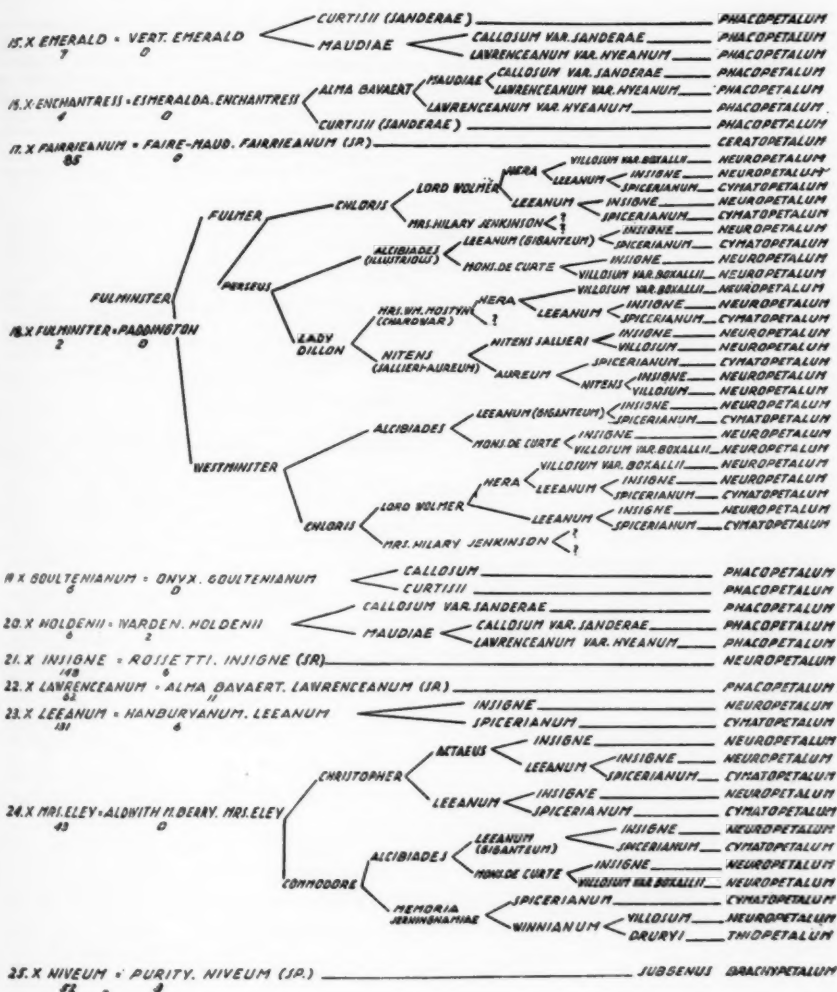 CURTISII (SANDERAE) PHACOPETALUM
15. X EMERALD = VERT. EMERALD
7 0
MAUDIAE CALLOSUM VAR. SANDERAE PHACOPETALUM
LAWRENCEANUM VAR. HYEANUM PHACOPETALUM
16. X ENCHANTRESS = ESMERALDA. ENCHANTRESS
4 0
ALMA BAVAERT MAUDIAE CALLOSUM VAR. SANDERAE PHACOPETALUM
LAWRENCEANUM VAR. HYEANUM PHACOPETALUM
LAWRENCEANUM VAR. HYEANUM PHACOPETALUM
CURTISII (SANDERAE) PHACOPETALUM
17. X FAIRRIEANUM = FAIRE-MAUD. FAIRRIEANUM (SP.) CERATOPETALUM
85 0
18. X FULMINSTER = PADDINGTON
2 0
FULMINSTER
FULMER CHLORIS LORD WOLMER HERA VILLOSUM VAR. BOXALLII NEUROPETALUM
LEEANUM INSIGNE NEUROPETALUM
SPICERIANUM CYMATOPETALUM
LEEANUM INSIGNE NEUROPETALUM
SPICERIANUM CYMATOPETALUM
MRS. HILARY JENKINSON ?
?
PERSEUS ALCIBIADES (ILLUSTRIOUS) LEEANUM (GIGANTEUM) INSIGNE NEUROPETALUM
SPICERIANUM CYMATOPETALUM
MONS. DE CURTE INSIGNE NEUROPETALUM
VILLOSUM VAR. BOXALLII NEUROPETALUM
LADY DILLON MRS. WM. MOSTYN (CHARDWAR) HERA VILLOSUM VAR. BOXALLII NEUROPETALUM
LEEANUM INSIGNE NEUROPETALUM
SPICERIANUM CYMATOPETALUM
?
NITENS (SALLIERI-AUREUM) NITENS SALLIERI INSIGNE NEUROPETALUM
VILLOSUM NEUROPETALUM
AUREUM SPICERIANUM CYMATOPETALUM
NITENS INSIGNE NEUROPETALUM
VILLOSUM NEUROPETALUM
WESTMINSTER ALCIBIADES LEEANUM (GIGANTEUM) INSIGNE NEUROPETALUM
SPICERIANUM CYMATOPETALUM
MONS. DE CURTE INSIGNE NEUROPETALUM
VILLOSUM VAR. BOXALLII NEUROPETALUM
CHLORIS LORD WOLMER HERA VILLOSUM VAR. BOXALLII NEUROPETALUM
LEEANUM INSIGNE NEUROPETALUM
SPICERIANUM CYMATOPETALUM
LEEANUM INSIGNE NEUROPETALUM
SPICERIANUM CYMATOPETALUM
MRS. HILARY JENKINSON ?
?
19. X GOULTENIANUM = ONYX. GOULTENIANUM CALLOSUM PHACOPETALUM
6 0
CURTISII PHACOPETALUM
20. X HOLDENII = WARDEN. HOLDENII CALLOSUM VAR. SANDERAE PHACOPETALUM
6 2
MAUDIAE CALLOSUM VAR. SANDERAE PHACOPETALUM
LAWRENCEANUM VAR. HYEANUM PHACOPETALUM
21. X INSIGNE = ROSSETTI. INSIGNE (SP.) NEUROPETALUM
148 6
22. X LAWRENCEANUM = ALMA BAVAERT. LAWRENCEANUM (SP.) PHACOPETALUM
62 11
23. X LEEANUM = HANBURYANUM. LEEANUM INSIGNE NEUROPETALUM
131 6
SPICERIANUM CYMATOPETALUM
24. X MRS. ELEY = ALDWITH M. BERRY. MRS. ELEY
43 0
CHRISTOPHER ACTAEUS INSIGNE NEUROPETALUM
LEEANUM INSIGNE NEUROPETALUM
SPICERIANUM CYMATOPETALUM
LEEANUM INSIGNE NEUROPETALUM
SPICERIANUM CYMATOPETALUM
COMMODORE ALCIBIADES LEEANUM (GIGANTEUM) INSIGNE NEUROPETALUM
SPICERIANUM CYMATOPETALUM
MONS. DE CURTE INSIGNE NEUROPETALUM
VILLOSUM VAR. BOXALLII NEUROPETALUM
MEMORIA JERNINGHAMIAE SPICERIANUM CYMATOPETALUM
WINNIANUM VILLOSUM NEUROPETALUM
DRURYI THIOPETALUM
25. X NIVEUM = PURITY. NIVEUM (SP.) SUBGENUS BRACHYPETALUM
52